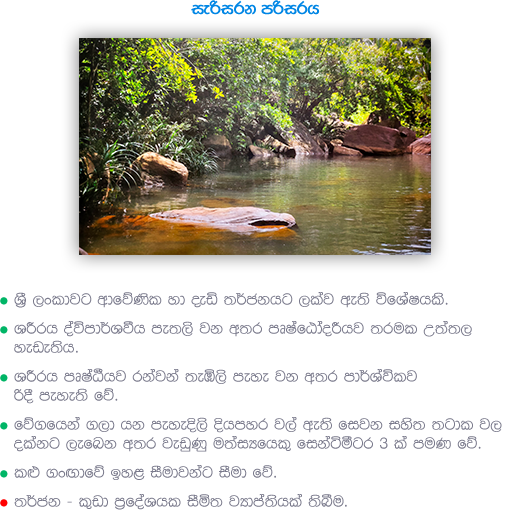 සැරිසරන පරිසරය
ශ්‍රී ලංකාවට ආවේණික හා දැඩි තර්ජනයට ලක්ව ඇති විශේෂයකි.
ශරීරය ද්විපාර්ශවීය පැතලි වන අතර පෘෂ්ඨෝදරීයව තරමක උත්තල
හැඩැතිය.
ශරීරය පෘෂ්ඨීයව රන්වන් තැඹිලි පැහැ වන අතර පාර්ශ්වීකව
රිදී පැහැති වේ.
වේගයෙන් ගලා යන පැහැදිලි දියපහර වල් ඇති සෙවන සහිත තටාක වල
දක්නට ලැබෙන අතර වැඩුණු මත්සයයෙකු සෙන්ටිමීටර 3 ක් පමණ වේ.
කළු ගංඟාවේ ඉහළ සීමාවන්ට සීමා වේ.
තර්ජන - කුඩා ප්‍රදේශයක සීමිත ව්‍යාප්තියක් තිබීම.